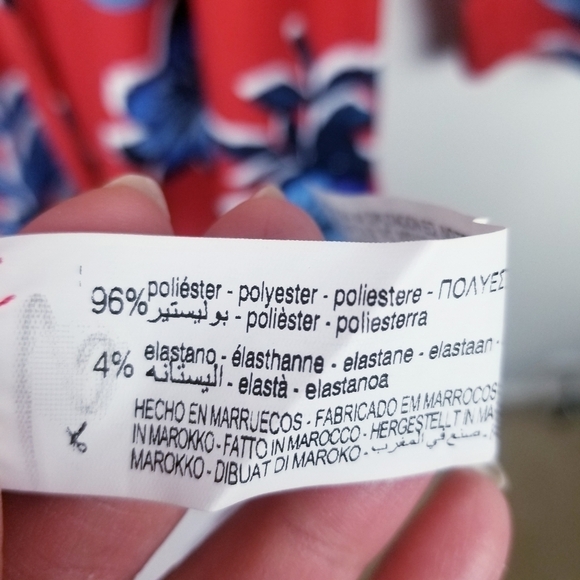 96% poliéster - polyester - poliestere - ΠΟΛΥΕΣ
بوليستير - polièster - poliesterra
4% elastano - élasthanne - elastane - elastaan -
اليستانه - elastà - elastanoa
HECHO EN MARRUECOS - FABRICADO EM MARROCOS
IN MAROKKO - FATTO IN MAROCCO - HERGESTELLT IN MA
MAROKKO - DIBUAT DI MAROKO - صنع في المغرب -